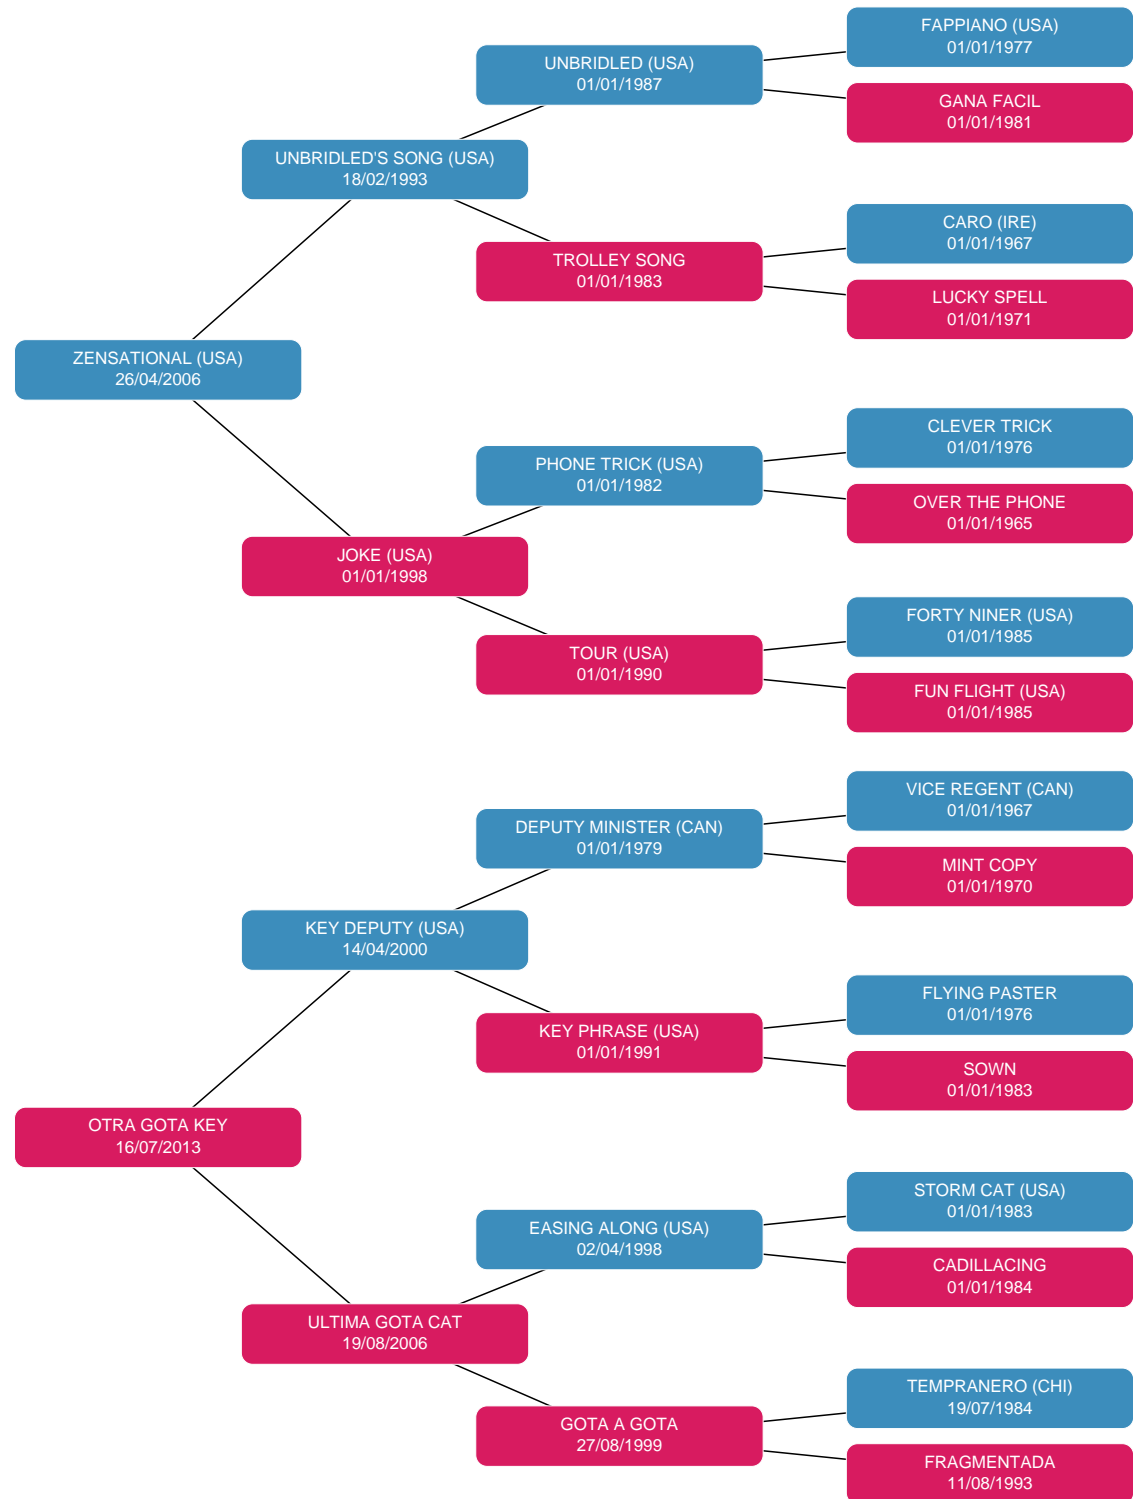 FAPPIANO (USA)
01/01/1977
UNBRIDLED (USA)
01/01/1987
GANA FACIL
01/01/1981
UNBRIDLED'S SONG (USA)
18/02/1993
CARO (IRE)
01/01/1967
TROLLEY SONG
01/01/1983
LUCKY SPELL
01/01/1971
ZENSATIONAL (USA)
26/04/2006
CLEVER TRICK
01/01/1976
PHONE TRICK (USA)
01/01/1982
OVER THE PHONE
01/01/1965
JOKE (USA)
01/01/1998
FORTY NINER (USA)
01/01/1985
TOUR (USA)
01/01/1990
FUN FLIGHT (USA)
01/01/1985
VICE REGENT (CAN)
01/01/1967
DEPUTY MINISTER (CAN)
01/01/1979
MINT COPY
01/01/1970
KEY DEPUTY (USA)
14/04/2000
FLYING PASTER
01/01/1976
KEY PHRASE (USA)
01/01/1991
SOWN
01/01/1983
OTRA GOTA KEY
16/07/2013
STORM CAT (USA)
01/01/1983
EASING ALONG (USA)
02/04/1998
CADILLACING
01/01/1984
ULTIMA GOTA CAT
19/08/2006
TEMPRANERO (CHI)
19/07/1984
GOTA A GOTA
27/08/1999
FRAGMENTADA
11/08/1993